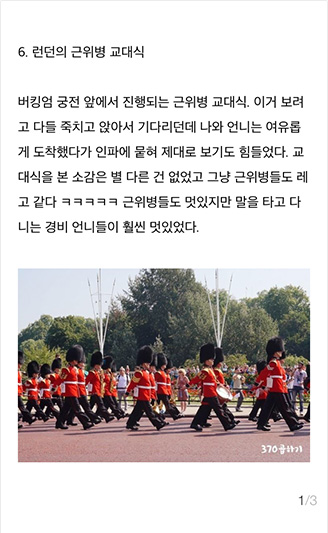 6. 런던의 근위병 교대식
버킹엄 궁전 앞에서 진행되는 근위병 교대식. 이거 보려
고 다들 죽치고 앉아서 기다리던데 나와 언니는 여유롭
게 도착했다가 인파에 묻혀 제대로 보기도 힘들었다. 교
대식을 본 소감은 별 다른 건 없었고 그냥 근위병들도 레
고 같다 ㅋㅋㅋㅋㅋ 근위병들도 멋있지만 말을 타고 다
니는 경비 언니들이 훨씬 멋있었다.
370곱하기
1/3